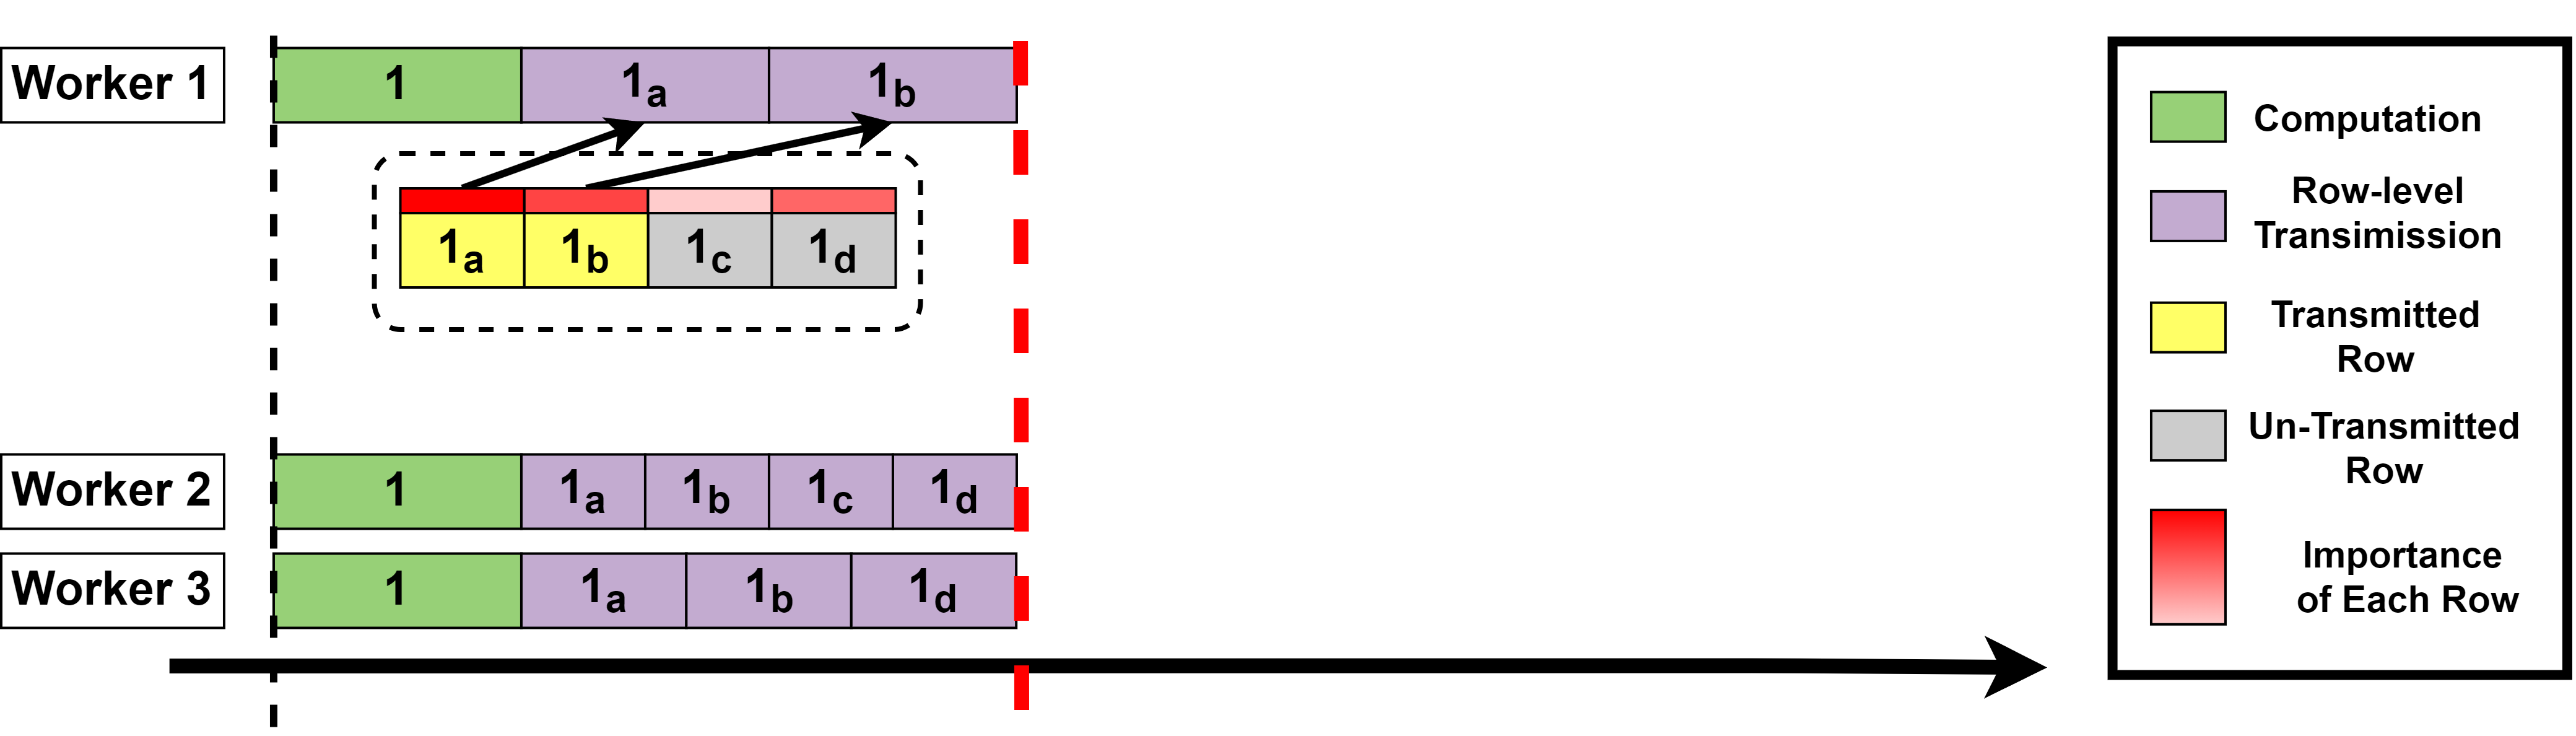 Worker 1 1 1a 1b
1a 1b 1c 1d
Worker 2 1 1a 1b 1c 1d
Worker 3 1 1a 1b 1d
Computation
Row-level
Transimission
Transmitted
Row
Un-Transmitted
Row
Importance
of Each Row